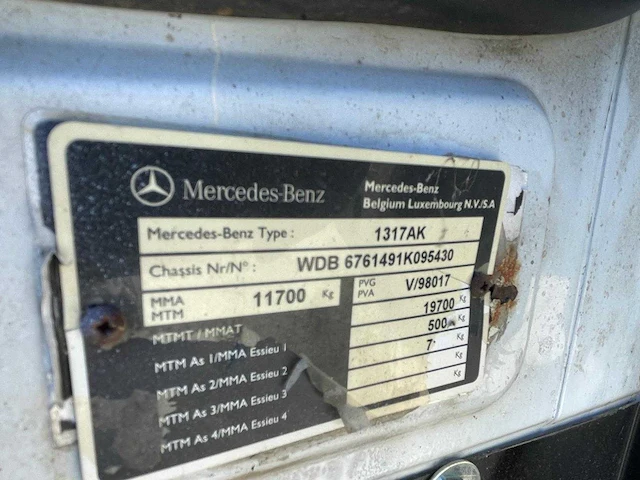 Mercedes-Benz
Mercedes-Benz
Belgium Luxembourg N.V./S.A
Mercedes-Benz Type : 1317AK
Chassis Nr/N° : WDB 6761491K095430
MMA
MTM 11700 Kg
PVG
PVA V/98017
MTMT / MMAT 19700 Kg
MTM As 1/MMA Essieu 1 500 Kg
MTM As 2/MMA Essieu 2 7 Kg
MTM As 3/MMA Essieu 3 Kg
MTM As 4/MMA Essieu 4